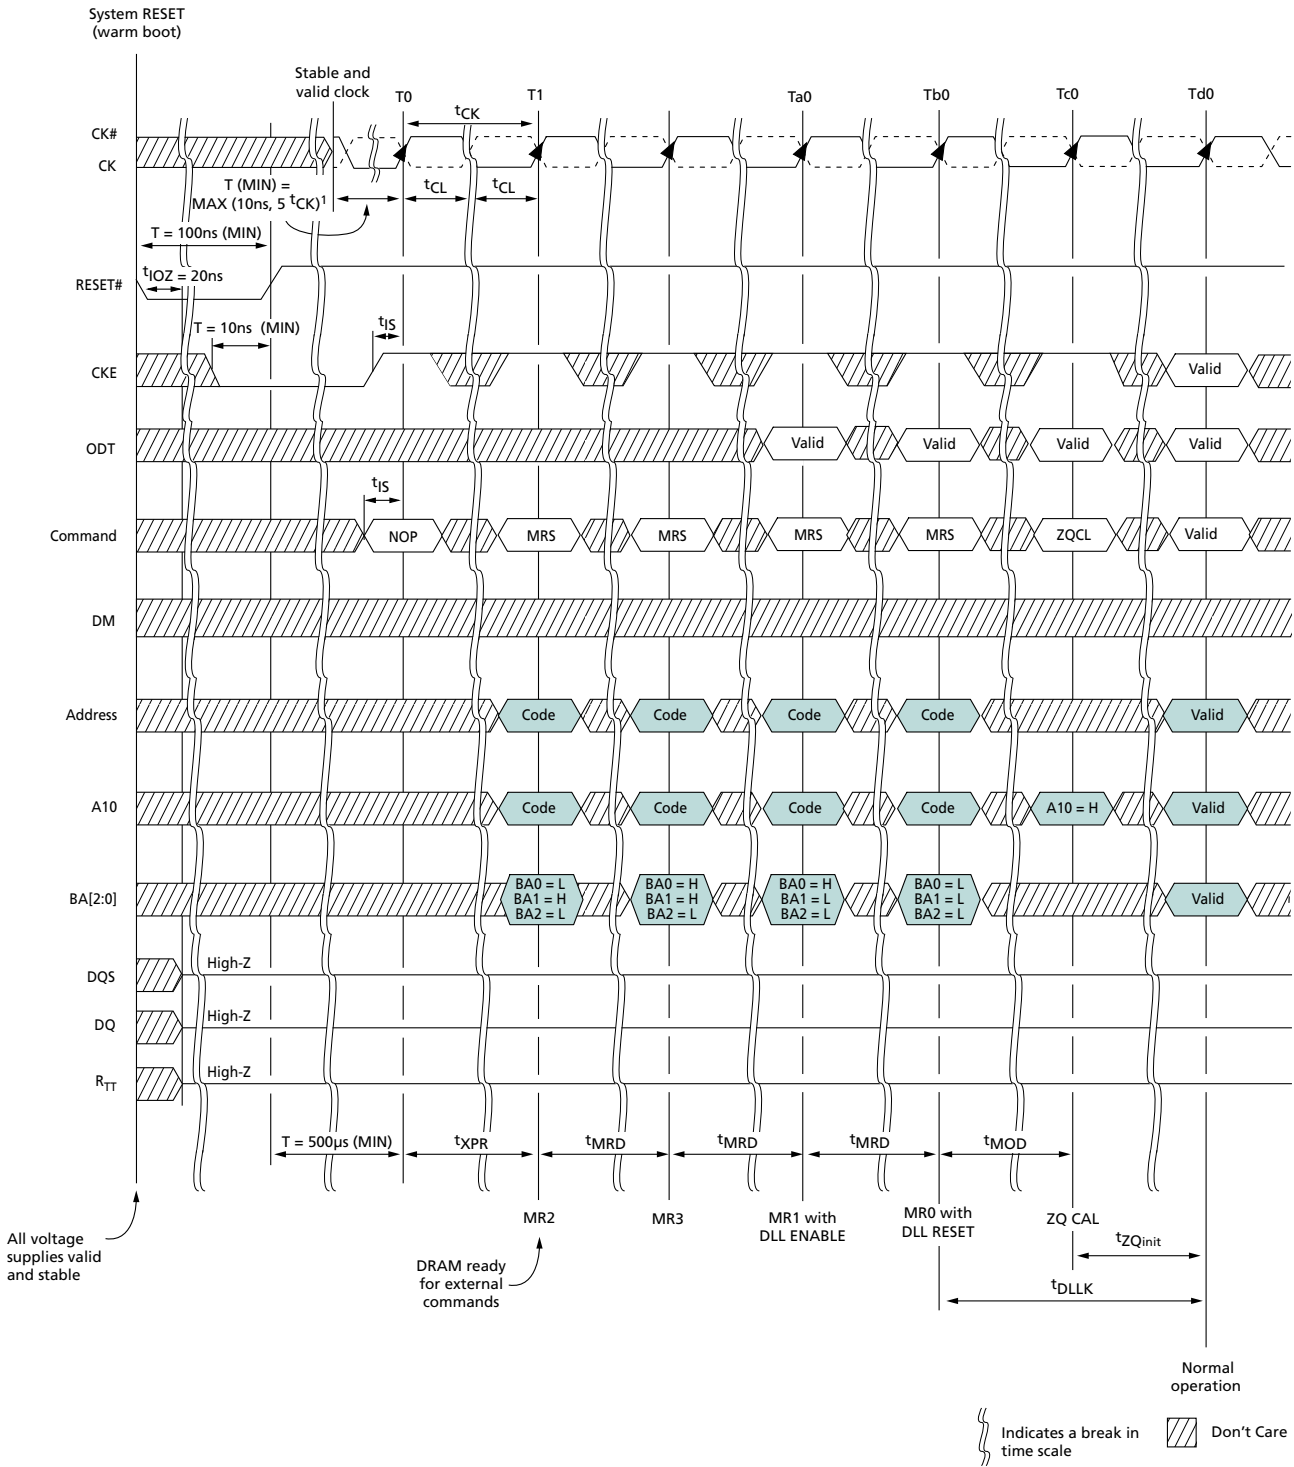 System RESET
(warm boot)
Stable and
valid clock
T0
T1
Ta0
Tb0
Tc0
Td0
tCK
CK#
CK
T (MIN) =
MAX (10ns, 5 tCK)1
tCL
tCL
T = 100ns (MIN)
tIOZ = 20ns
RESET#
T = 10ns (MIN)
tIS
CKE
Valid
ODT
Valid
Valid
Valid
Valid
tIS
Command
NOP
MRS
MRS
MRS
MRS
ZQCL
Valid
DM
Address
Code
Code
Code
Code
Valid
A10
Code
Code
Code
Code
A10 = H
Valid
BA[2:0]
BA0 = L
BA1 = H
BA2 = L
BA0 = H
BA1 = H
BA2 = L
BA0 = H
BA1 = L
BA2 = L
BA0 = L
BA1 = L
BA2 = L
Valid
DQS
High-Z
DQ
High-Z
RTT
High-Z
T = 500μs (MIN)
tXPR
tMRD
tMRD
tMRD
tMOD
MR2
MR3
MR1 with
DLL ENABLE
MR0 with
DLL RESET
ZQ CAL
tZQinit
All voltage
supplies valid
and stable
DRAM ready
for external
commands
tDLLK
Normal
operation
Indicates a break in
time scale
Don't Care